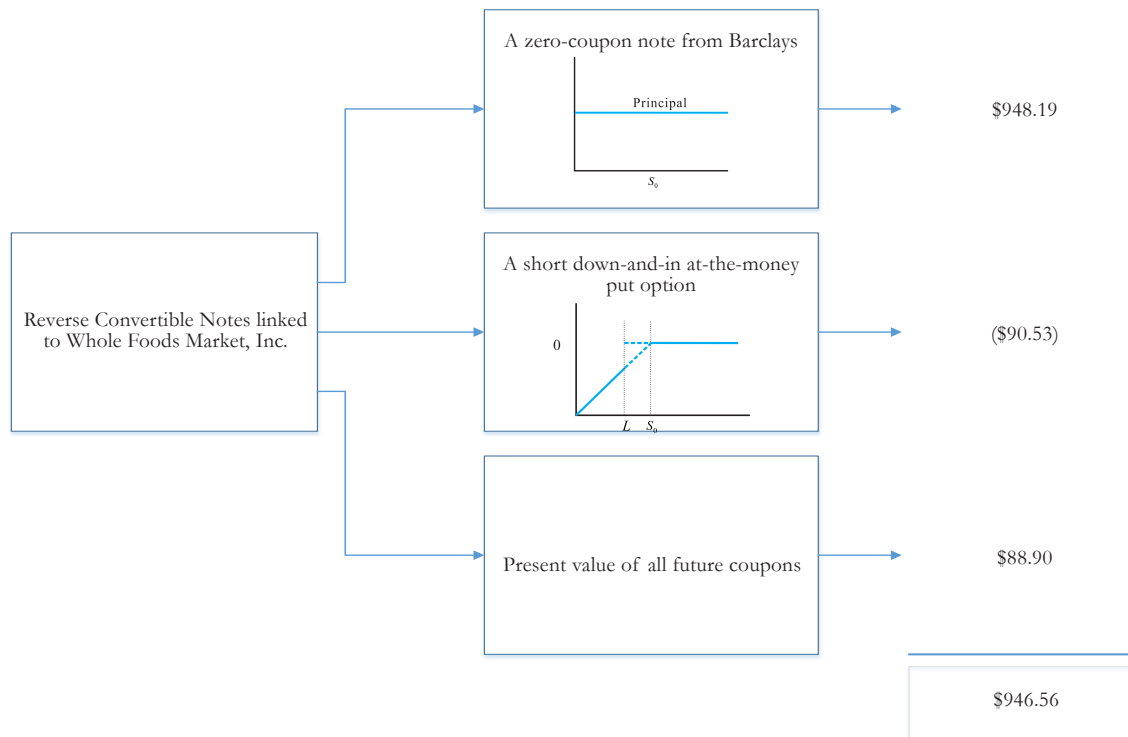 A zero-coupon note from Barclays
Principal
S₀
$948.19
Reverse Convertible Notes linked
to Whole Foods Market, Inc.
A short down-and-in at-the-money
put option
0
L S₀
($90.53)
Present value of all future coupons
$88.90
$946.56